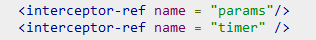 <interceptor-ref name = "params"/>
<interceptor-ref name = "timer" />